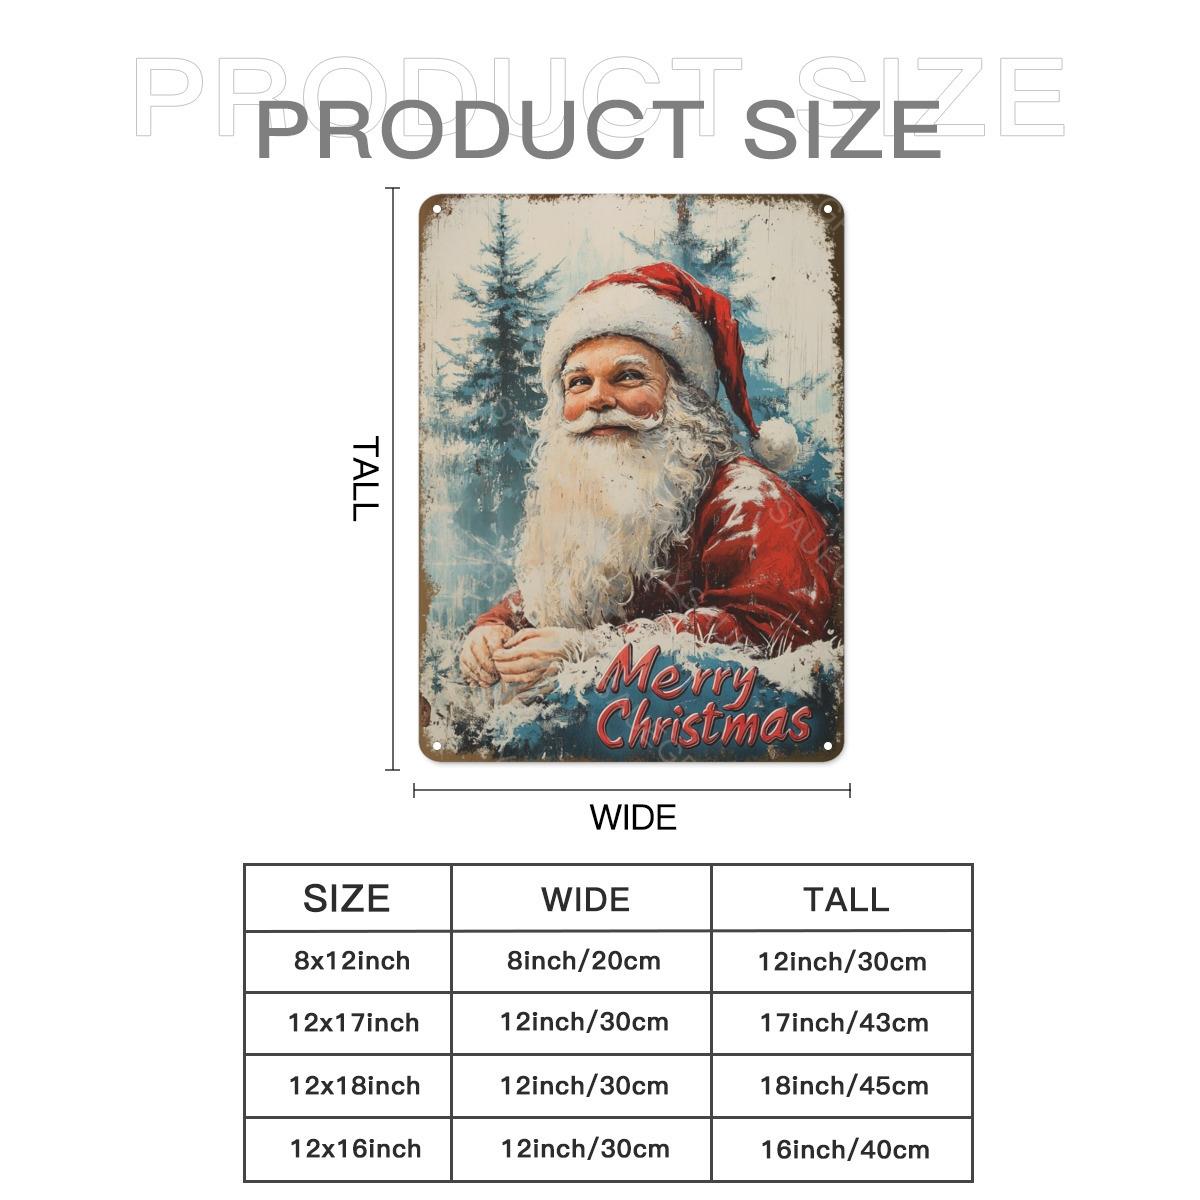 PRODUCT SIZE
PRODUCT SIZE
TALL
Merry
Christmas
WIDE
SIZE WIDE TALL
8x12inch 8inch/20cm 12inch/30cm
12x17inch 12inch/30cm 17inch/43cm
12x18inch 12inch/30cm 18inch/45cm
12x16inch 12inch/30cm 16inch/40cm